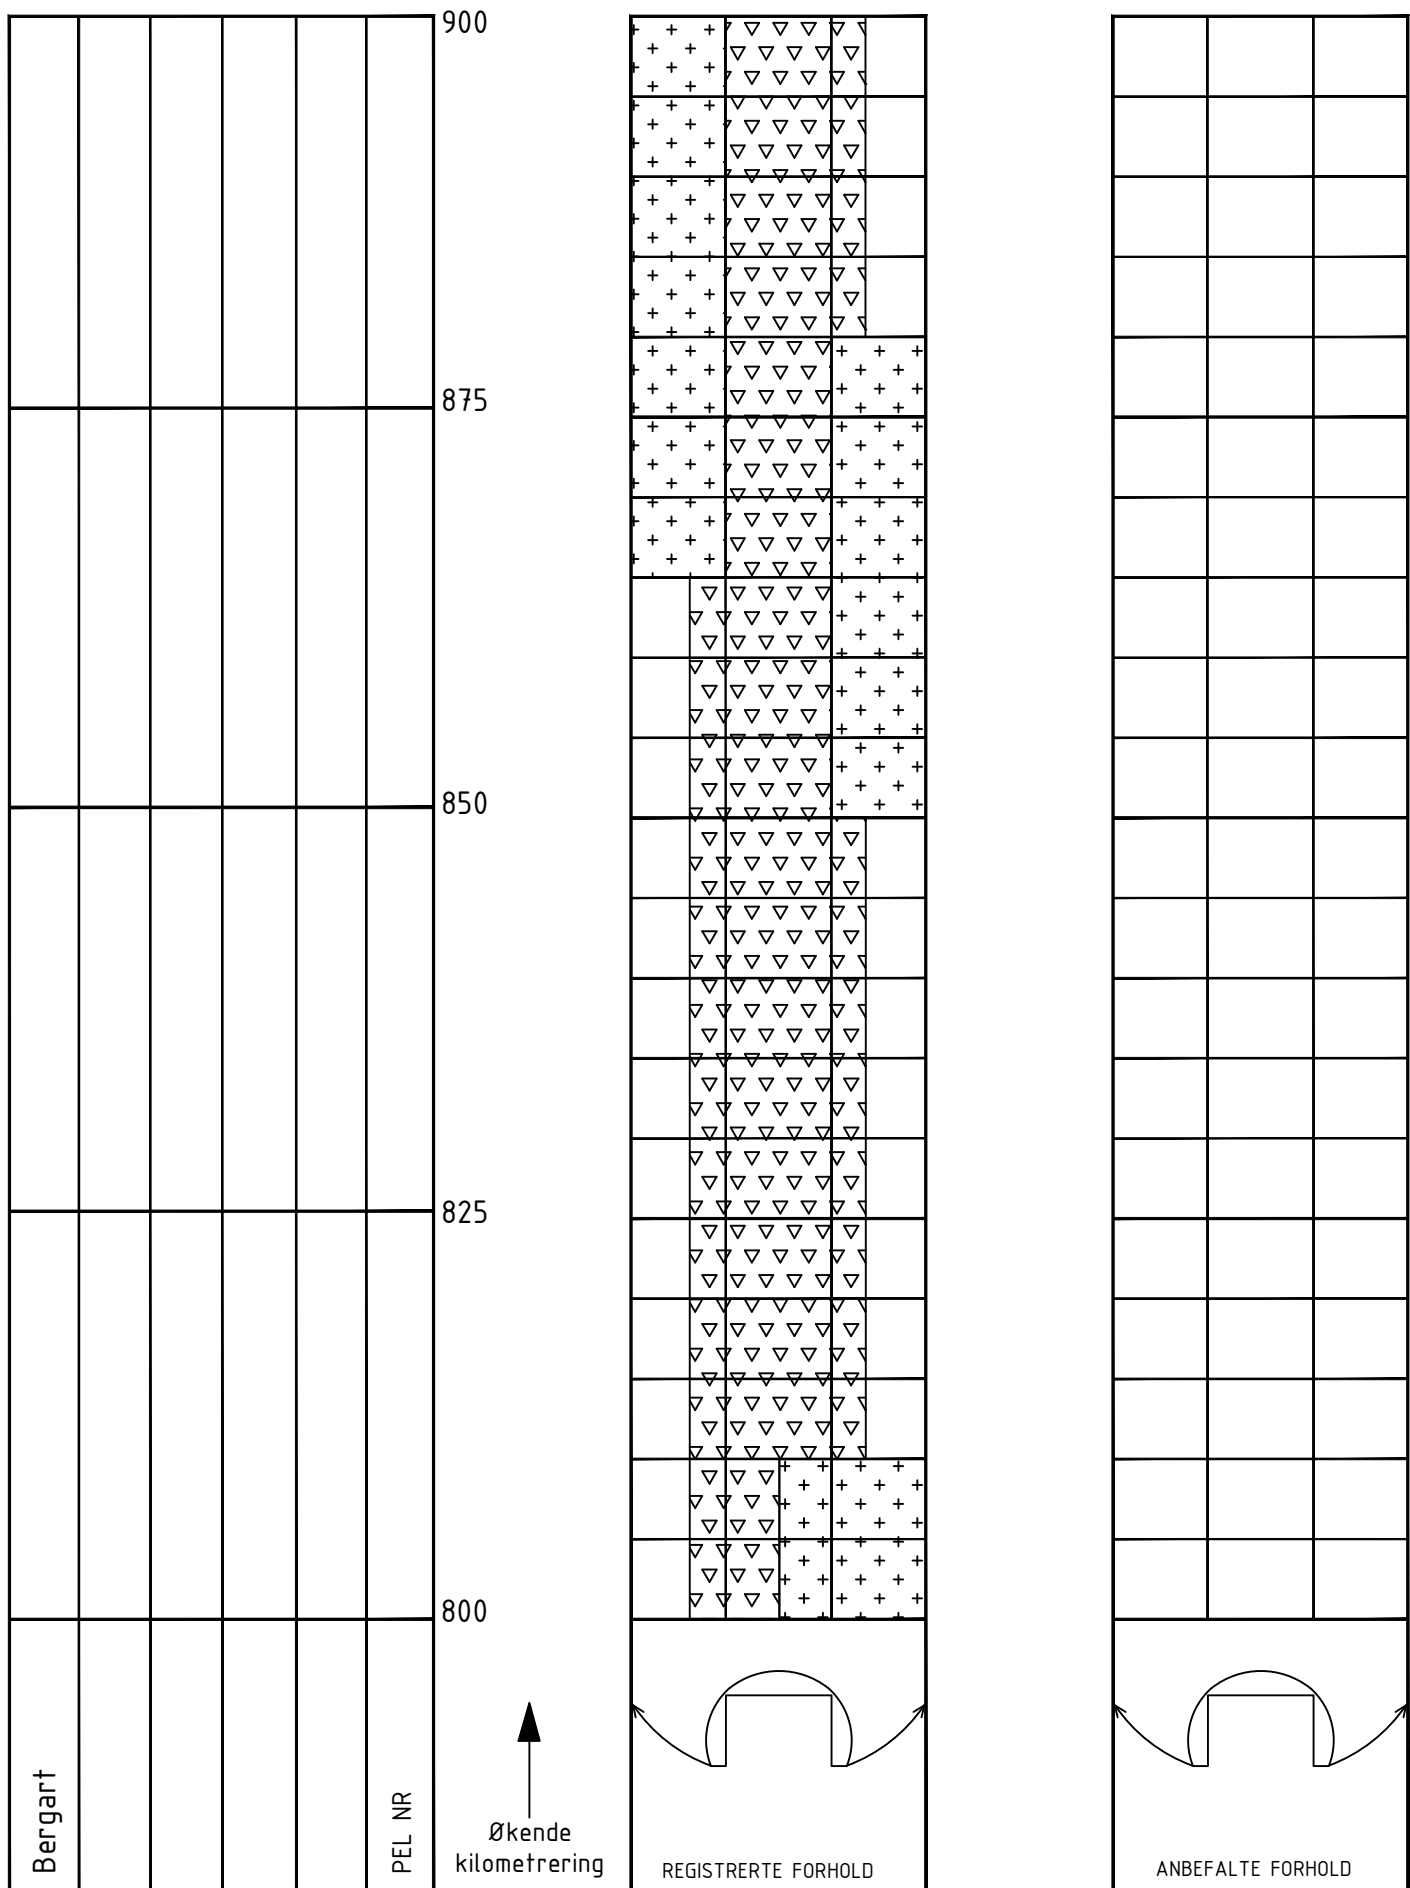 900
875
850
825
800
Bergart
PEL NR
Økende
kilometrering
REGISTRERTE FORHOLD
ANBEFALTE FORHOLD